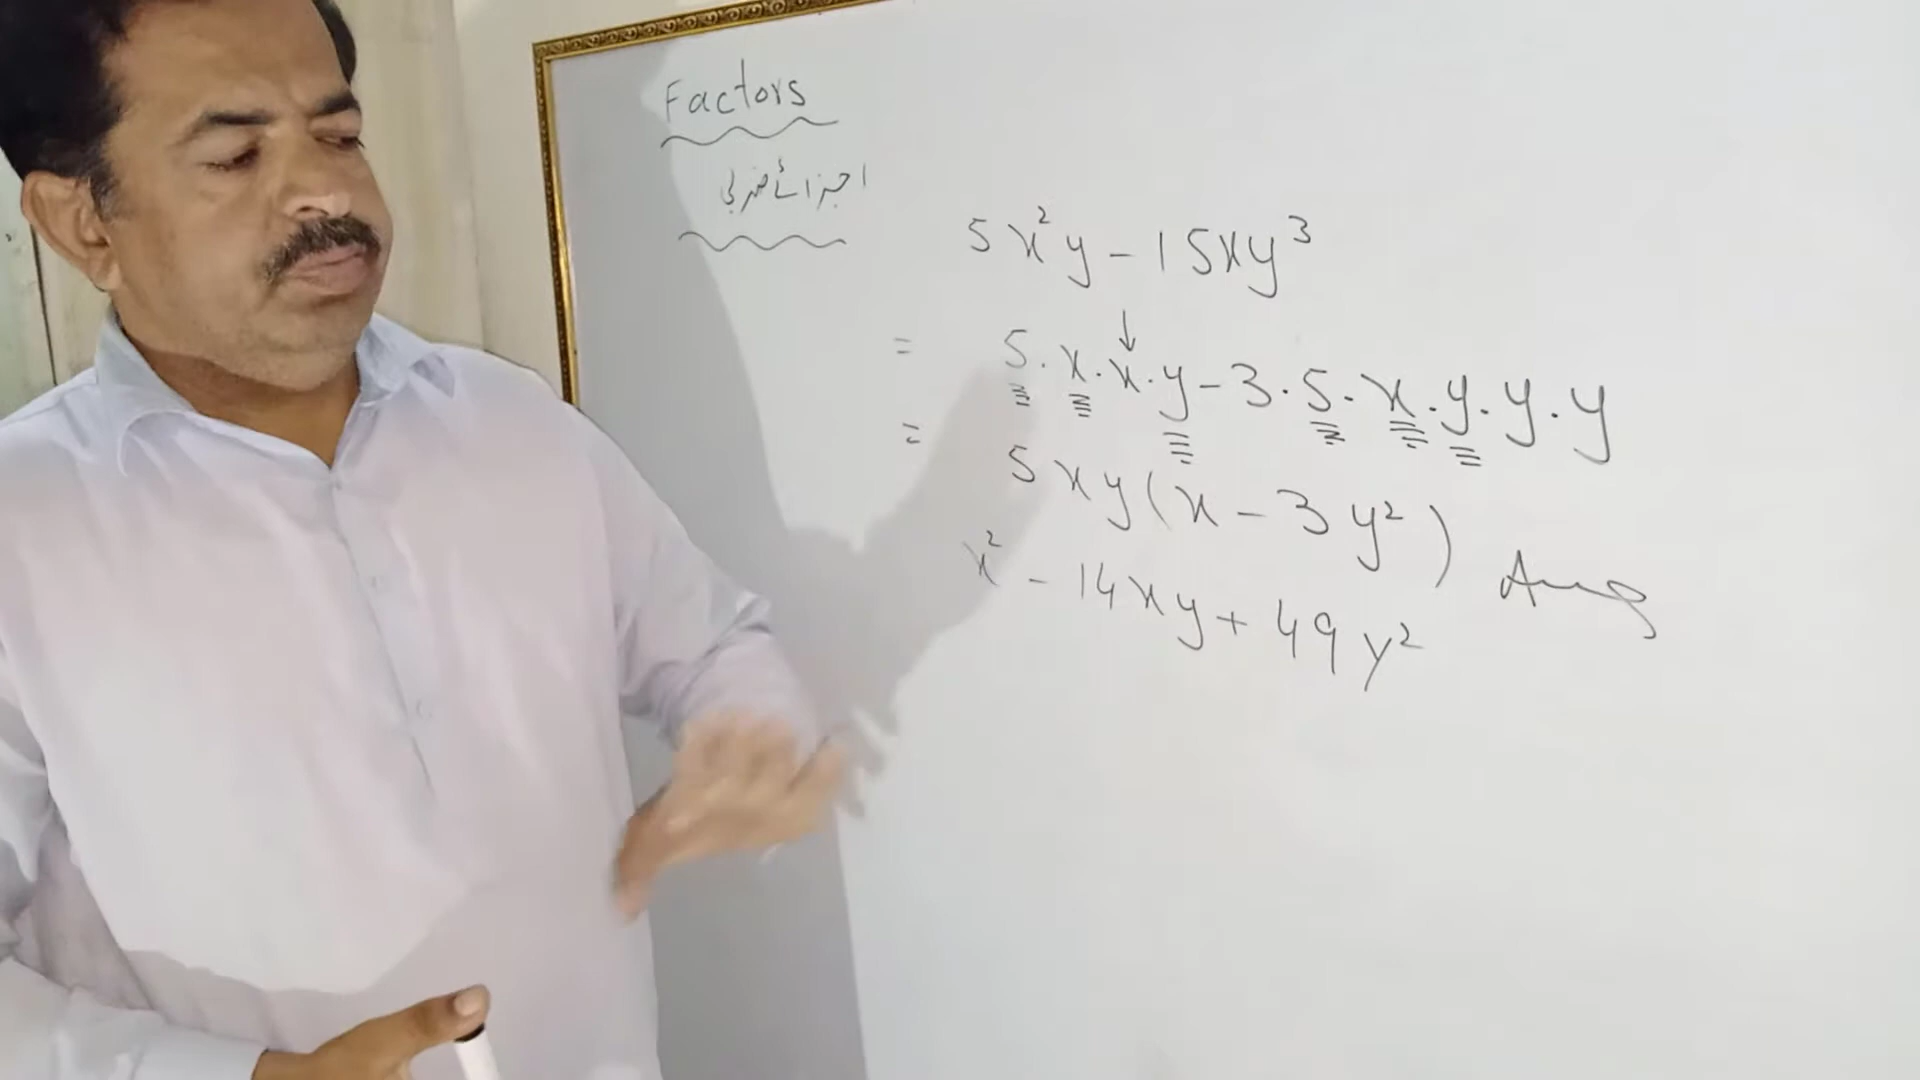 Factors
اجزائے ضربی
5x²y - 15xy³
= 5.x.x.y - 3.5.x.y.y.y
= 5xy(x - 3y²) Ans
x² - 14xy + 49y²